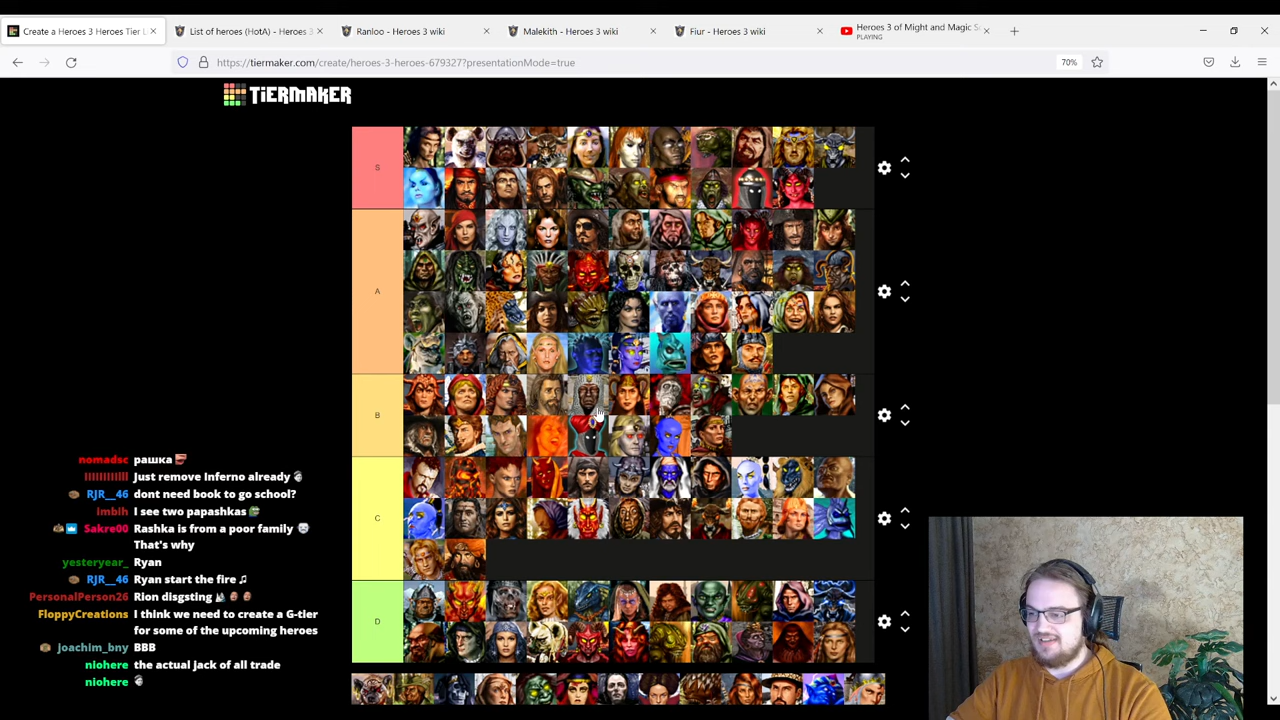 Create a Heroes 3 Heroes Tier L
List of heroes (HotA) - Heroes 3
Ranloo - Heroes 3 wiki
Malekith - Heroes 3 wiki
Fiur - Heroes 3 wiki
Heroes 3 of Might and Magic S
PLAYING
https://tiermaker.com/create/heroes-3-heroes-679327?presentationMode=true
70%
TIERMAKER
S
A
B
C
D
nomadsc рашка
lllllllllll Just remove Inferno already
RJR__46 dont need book to go school?
lmbih I see two papashkas
Sakre00 Rashka is from a poor family
That's why
yesteryear_ Ryan
RJR__46 Ryan start the fire
PersonalPerson26 Rion disgsting
FloppyCreations I think we need to create a G-tier
for some of the upcoming heroes
Joachim_bny BBB
niohere the actual jack of all trade
niohere